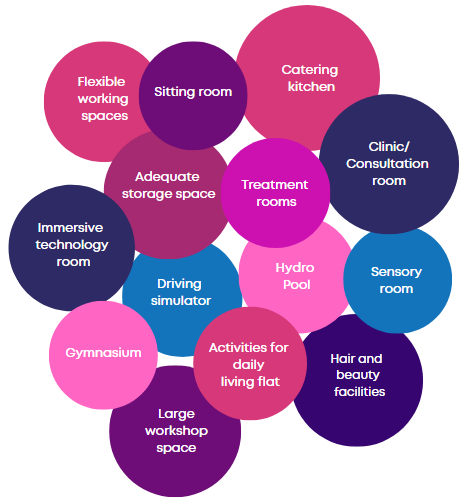 Catering
kitchen
Flexible
working
spaces
Sitting room
Clinic/
Consultation
room
Adequate
storage space
Treatment
rooms
Immersive
technology
room
Hydro
Pool
Sensory
room
Driving
simulator
Gymnasium
Activities for
daily
living flat
Hair and
beauty
facilities
Large
workshop
space